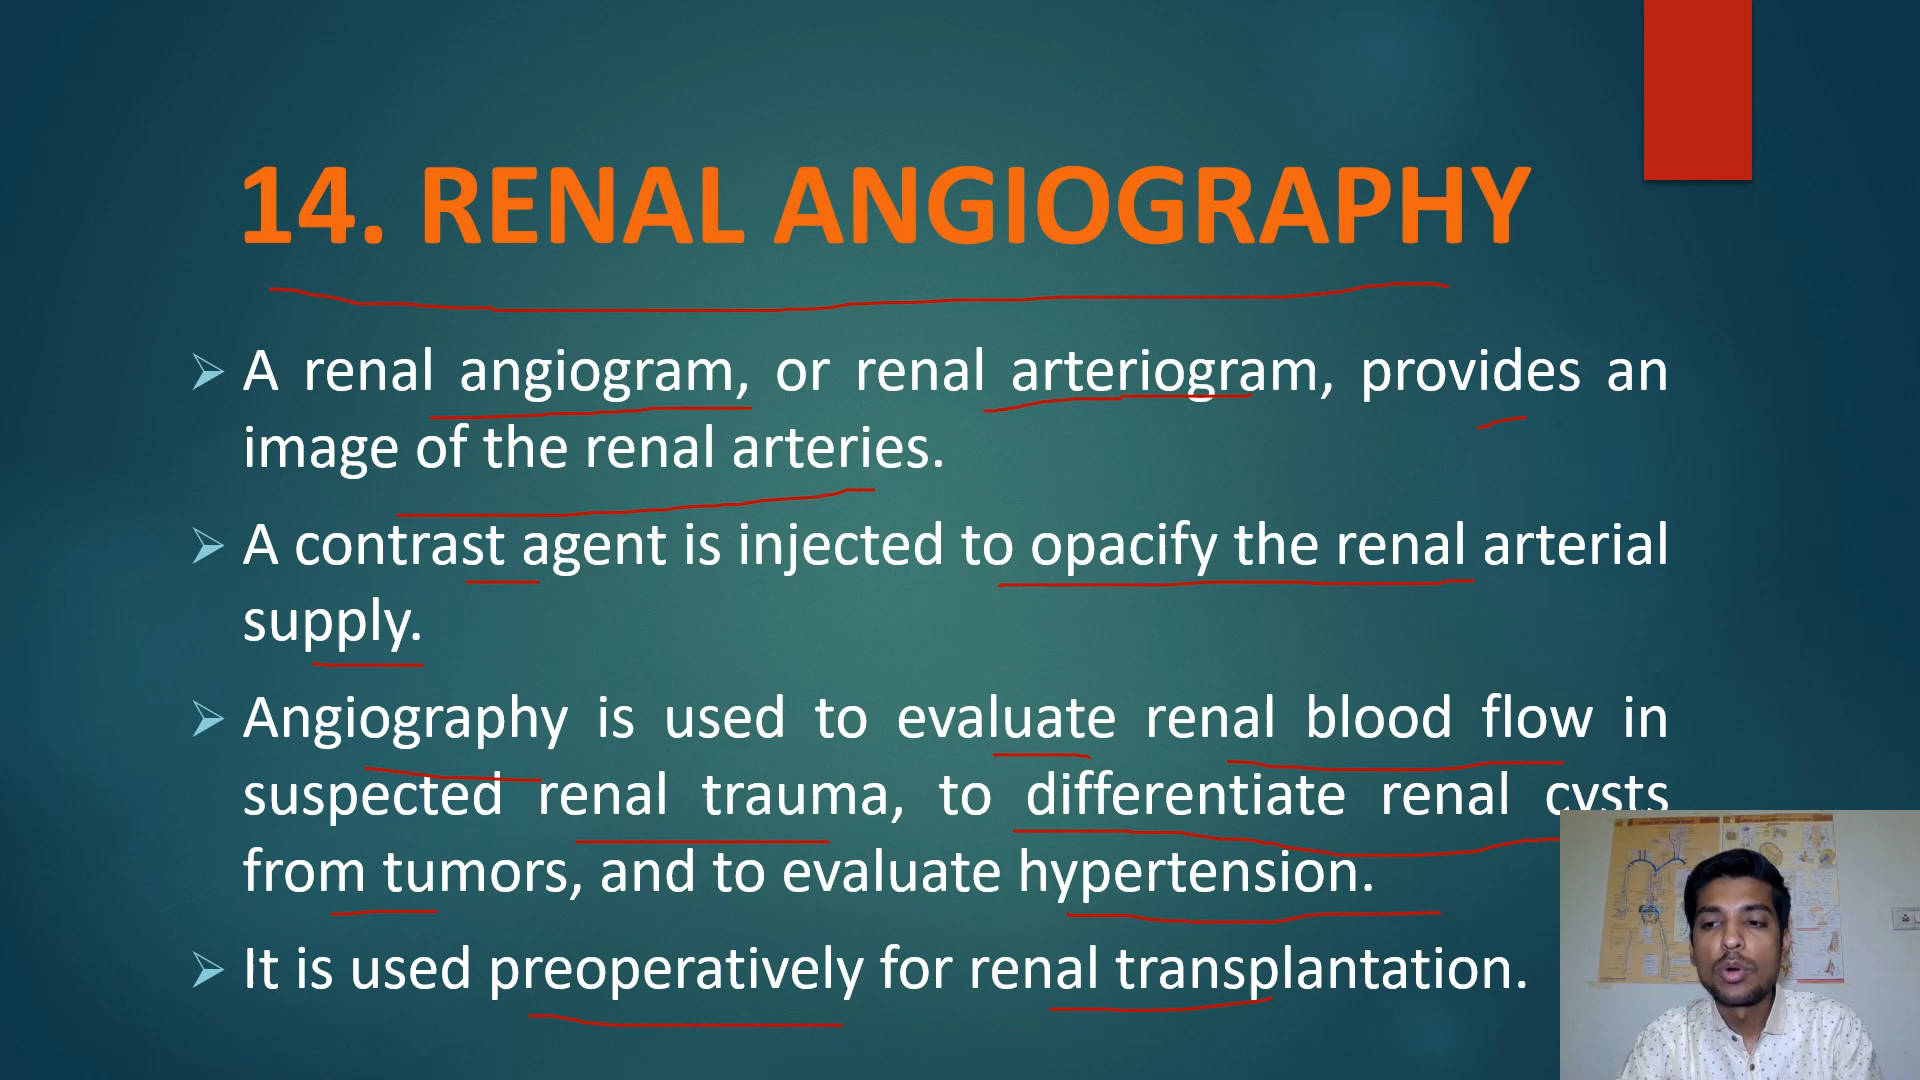 14. RENAL ANGIOGRAPHY
A renal angiogram, or renal arteriogram, provides an
image of the renal arteries.
A contrast agent is injected to opacify the renal arterial
supply.
Angiography is used to evaluate renal blood flow in
suspected renal trauma, to differentiate renal cysts
from tumors, and to evaluate hypertension.
It is used preoperatively for renal transplantation.